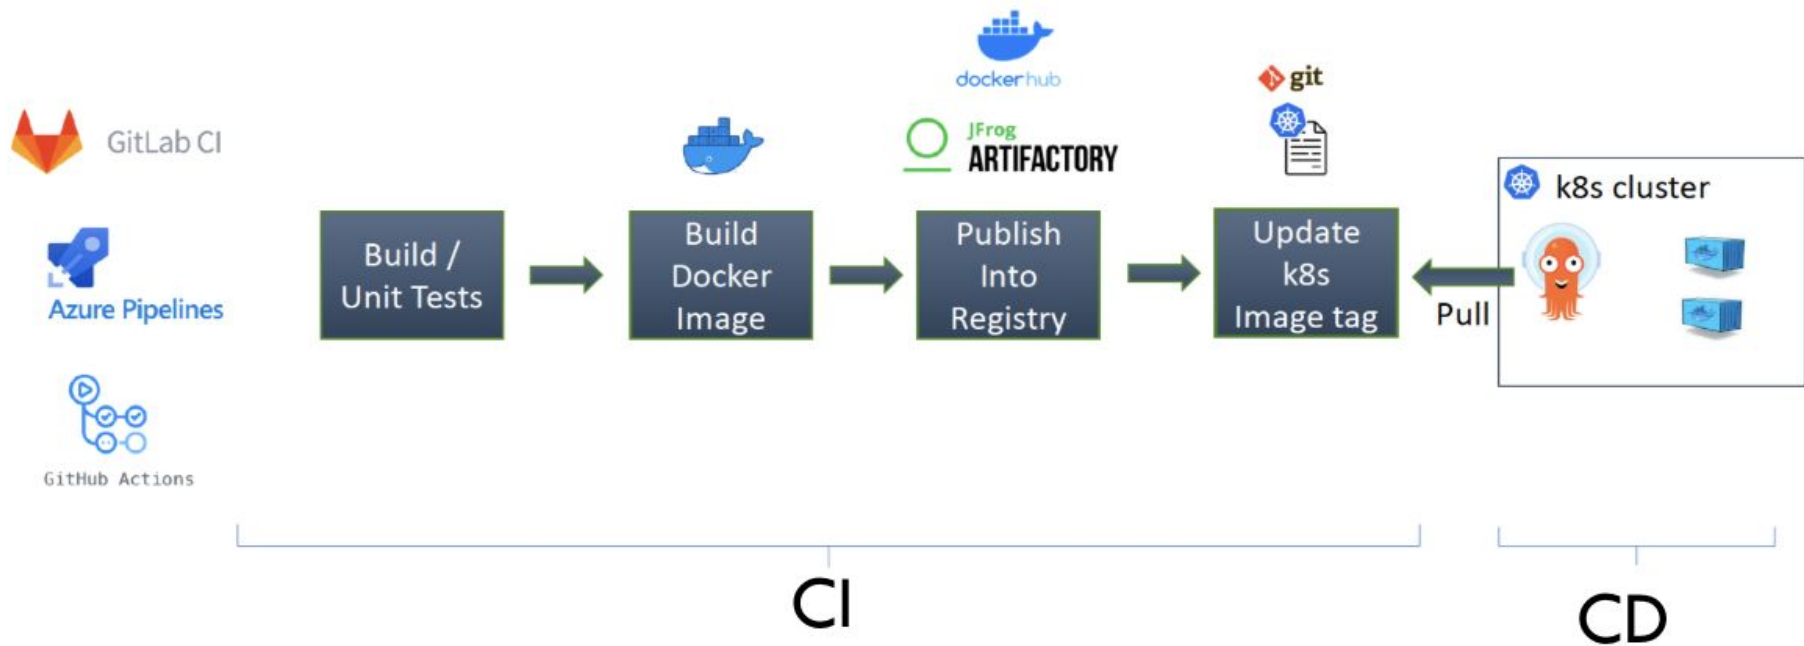 dockerhub
git
GitLab CI
JFrog
ARTIFACTORY
k8s cluster
Build /
Unit Tests
Build
Docker
Image
Publish
Into
Registry
Update
k8s
Image tag
Pull
Azure Pipelines
GitHub Actions
CI
CD